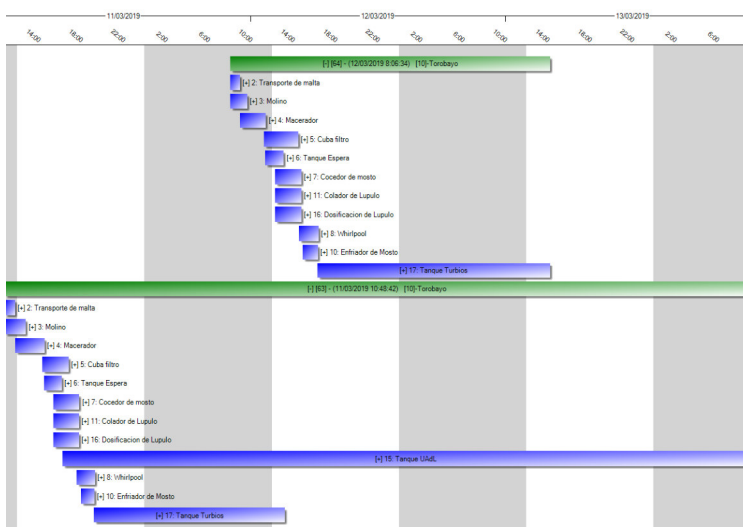 11/03/2019 12/03/2019 13/03/2019
14:00 18:00 22:00 2:00 6:00 10:00 14:00 18:00 22:00 2:00 6:00 10:00 14:00 18:00 22:00 2:00 6:00
[-] [64] - (12/03/2019 8:06:34) [10]-Torobayo
[+] 2: Transporte de malta
[+] 3: Molino
[+] 4: Macerador
[+] 5: Cuba filtro
[+] 6: Tanque Espera
[+] 7: Cocedor de mosto
[+] 11: Colador de Lupulo
[+] 16: Dosificacion de Lupulo
[+] 8: Whirlpool
[+] 10: Enfriador de Mosto
[+] 17: Tanque Turbios
[-] [63] - (11/03/2019 10:48:42) [10]-Torobayo
[+] 2: Transporte de malta
[+] 3: Molino
[+] 4: Macerador
[+] 5: Cuba filtro
[+] 6: Tanque Espera
[+] 7: Cocedor de mosto
[+] 11: Colador de Lupulo
[+] 16: Dosificacion de Lupulo
[+] 15: Tanque UAdL
[+] 8: Whirlpool
[+] 10: Enfriador de Mosto
[+] 17: Tanque Turbios